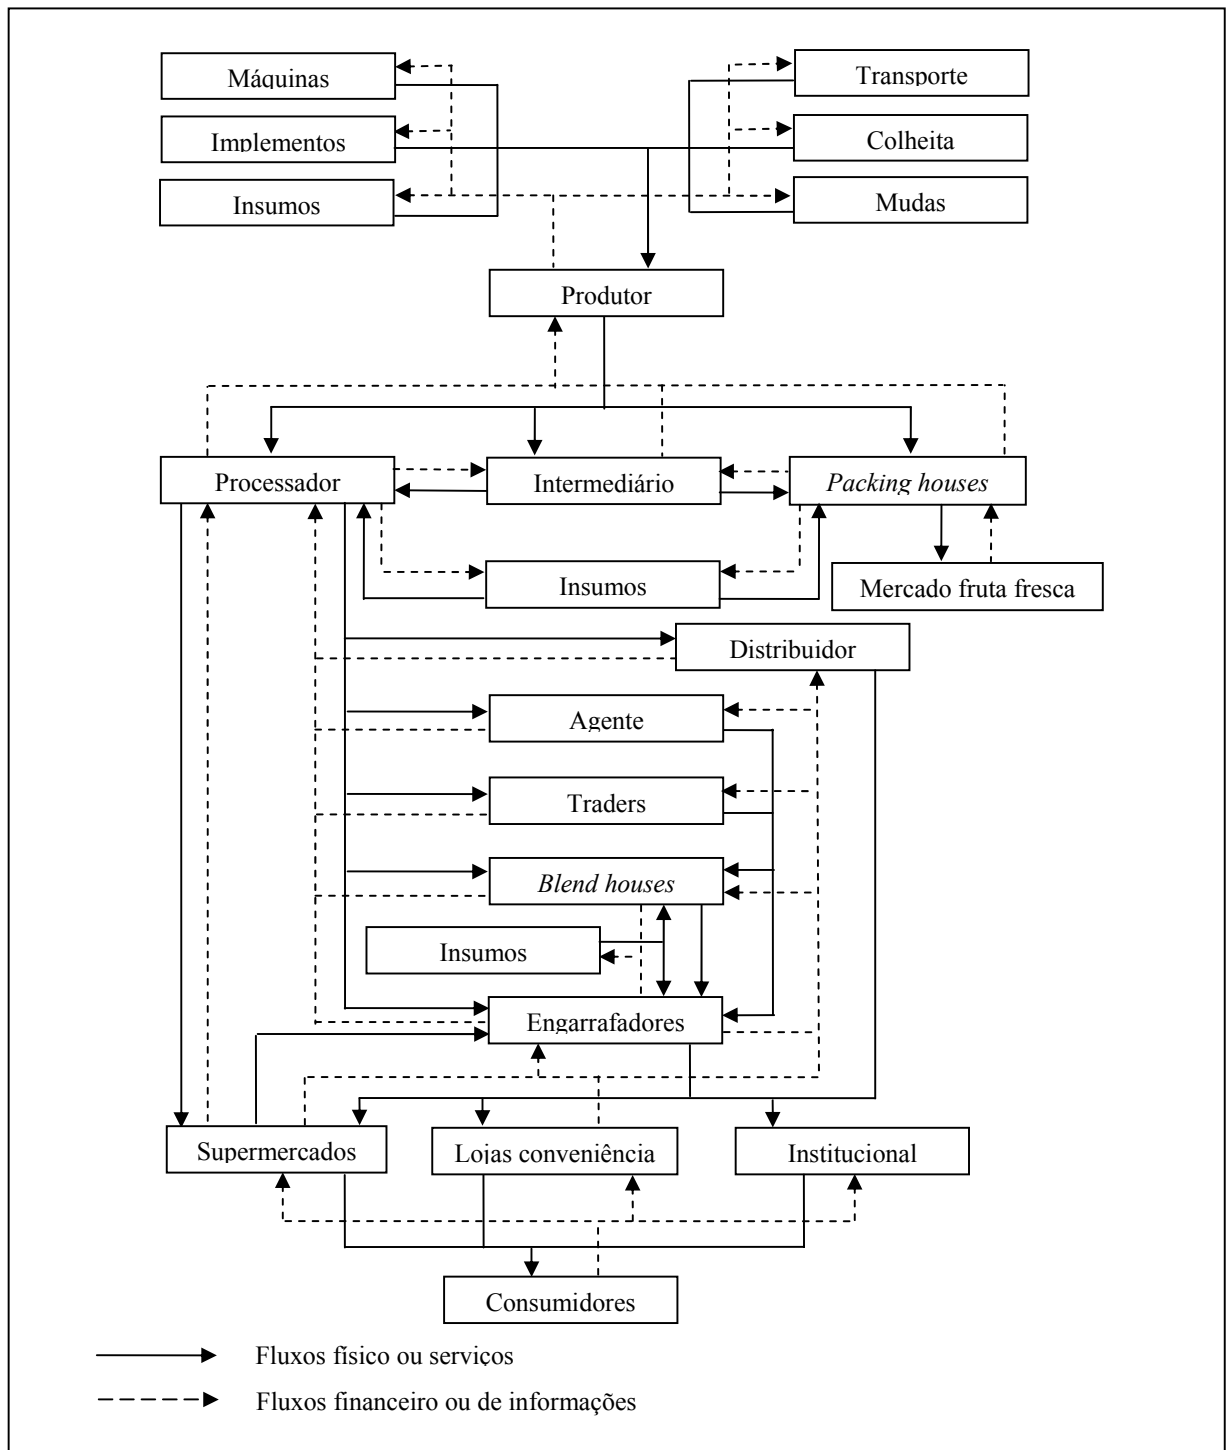 Máquinas
Transporte
Implementos
Colheita
Insumos
Mudas
Produtor
Processador
Intermediário
Packing houses
Insumos
Mercado fruta fresca
Distribuidor
Agente
Traders
Blend houses
Insumos
Engarrafadores
Supermercados
Lojas conveniência
Institucional
Consumidores
Fluxos físico ou serviços
Fluxos financeiro ou de informações